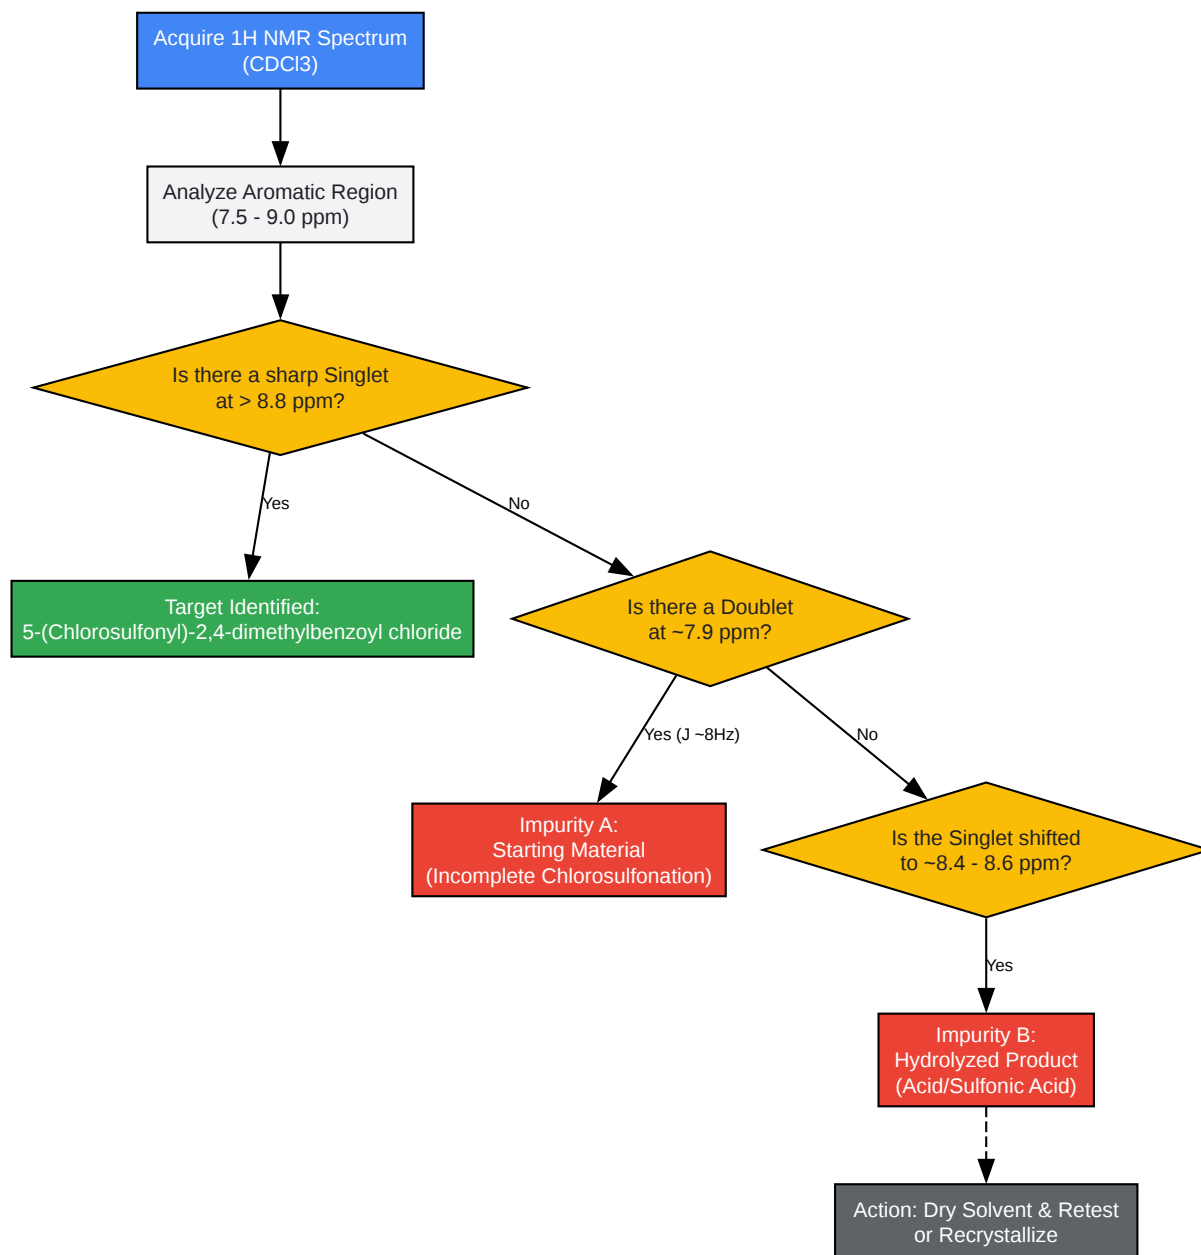 Acquire 1H NMR Spectrum
(CDCl3)
Analyze Aromatic Region
(7.5 - 9.0 ppm)
Is there a sharp Singlet
at > 8.8 ppm?
Yes
No
Target Identified:
5-(Chlorosulfonyl)-2,4-dimethylbenzoyl chloride
Is there a Doublet
at ~7.9 ppm?
Yes (J ~8Hz)
No
Impurity A:
Starting Material
(Incomplete Chlorosulfonation)
Is the Singlet shifted
to ~8.4 - 8.6 ppm?
Yes
Impurity B:
Hydrolyzed Product
(Acid/Sulfonic Acid)
Action: Dry Solvent & Retest
or Recrystallize